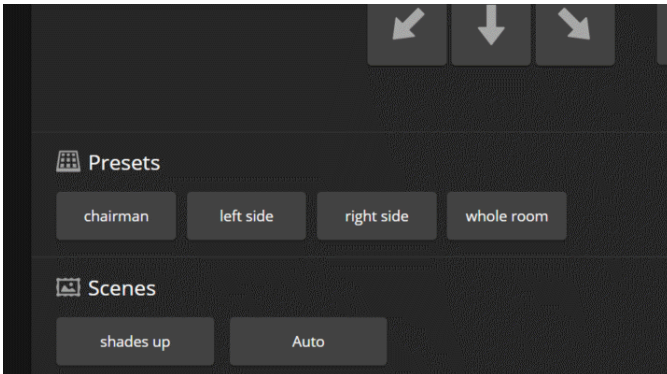 Presets
chairman left side right side whole room
Scenes
shades up Auto